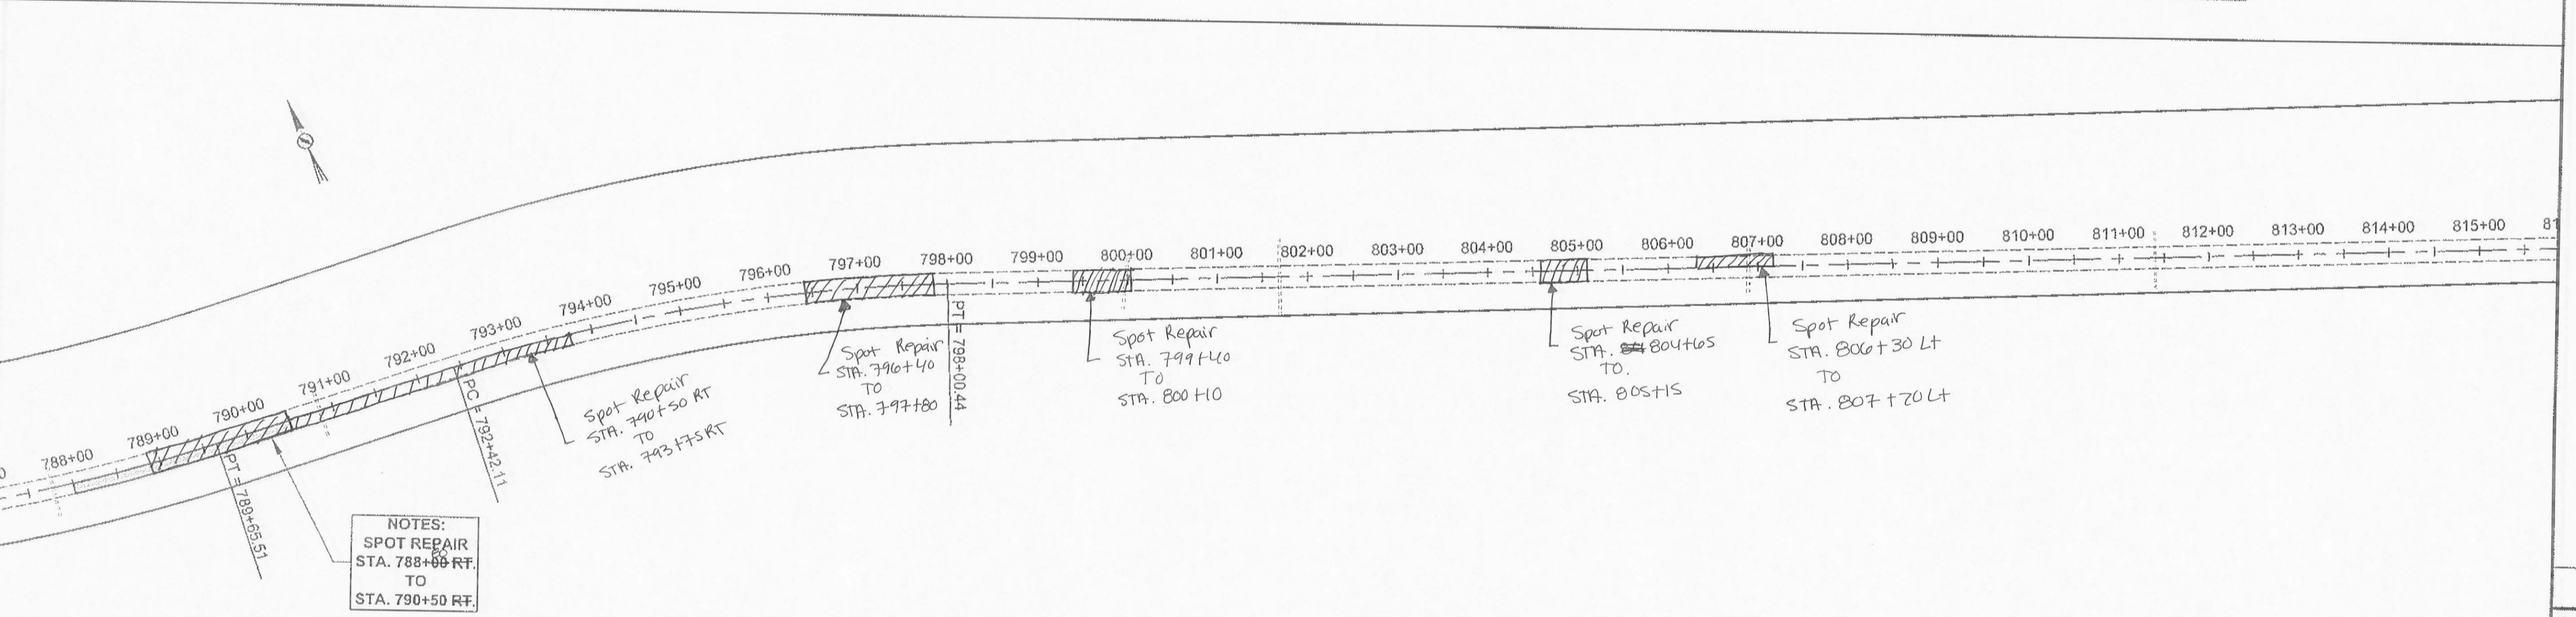 788+00
789+00
790+00
791+00
792+00
793+00
794+00
795+00
796+00
797+00
798+00
799+00
800+00
801+00
802+00
803+00
804+00
805+00
806+00
807+00
808+00
809+00
810+00
811+00
812+00
813+00
814+00
815+00
PT = 789+65.51
PC = 792+42.11
PT = 798+00.44
NOTES:
SPOT REPAIR
STA. 788+00 RT.
80
TO
STA. 790+50 RT.
Spot Repair
STA. 790+50 RT
TO
STA. 793+75 RT
Spot Repair
STA. 796+40
TO
STA. 797+80
Spot Repair
STA. 799+40
TO
STA. 800+10
Spot Repair
STA. 804+65
TO.
STA. 805+15
Spot Repair
STA. 806+30 Lt
TO
STA. 807+20 Lt